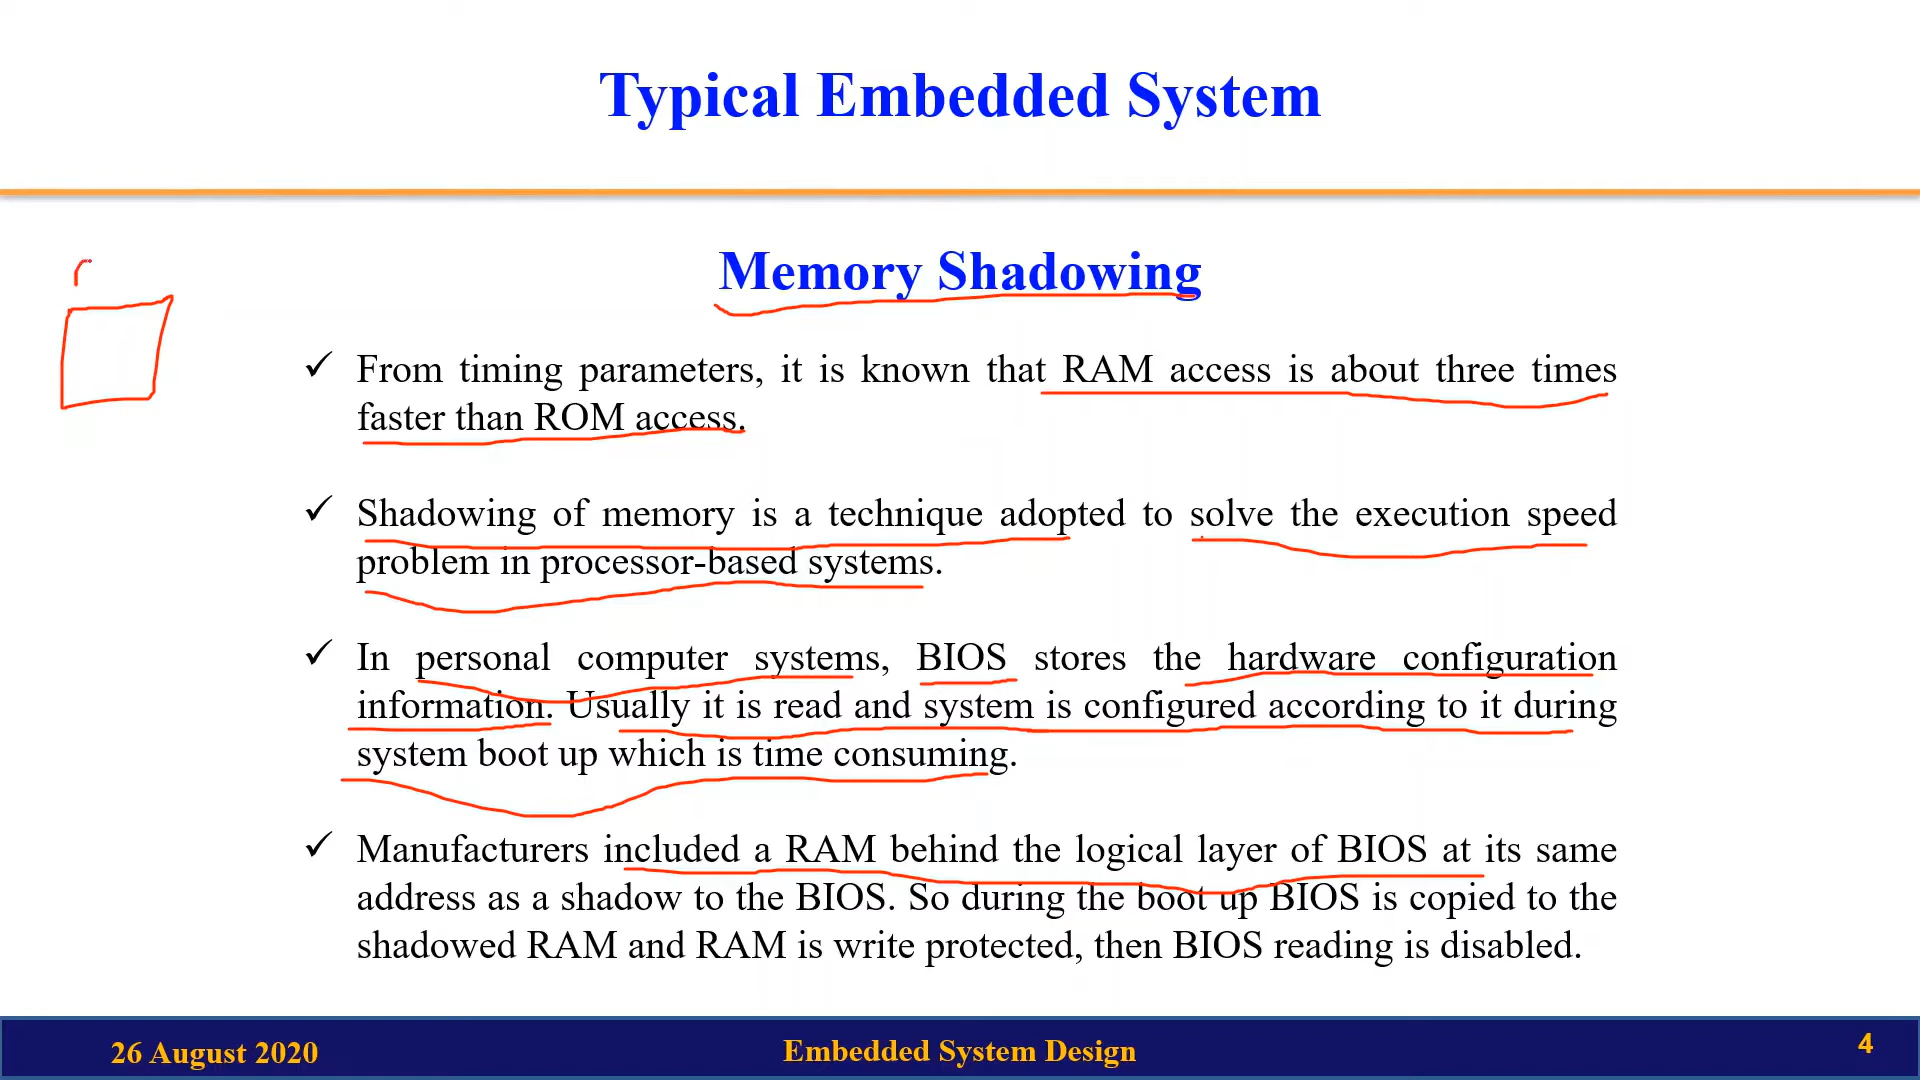 Typical Embedded System
Memory Shadowing
✓ From timing parameters, it is known that RAM access is about three times
faster than ROM access.
✓ Shadowing of memory is a technique adopted to solve the execution speed
problem in processor-based systems.
✓ In personal computer systems, BIOS stores the hardware configuration
information. Usually it is read and system is configured according to it during
system boot up which is time consuming.
✓ Manufacturers included a RAM behind the logical layer of BIOS at its same
address as a shadow to the BIOS. So during the boot up BIOS is copied to the
shadowed RAM and RAM is write protected, then BIOS reading is disabled.
26 August 2020
Embedded System Design
4